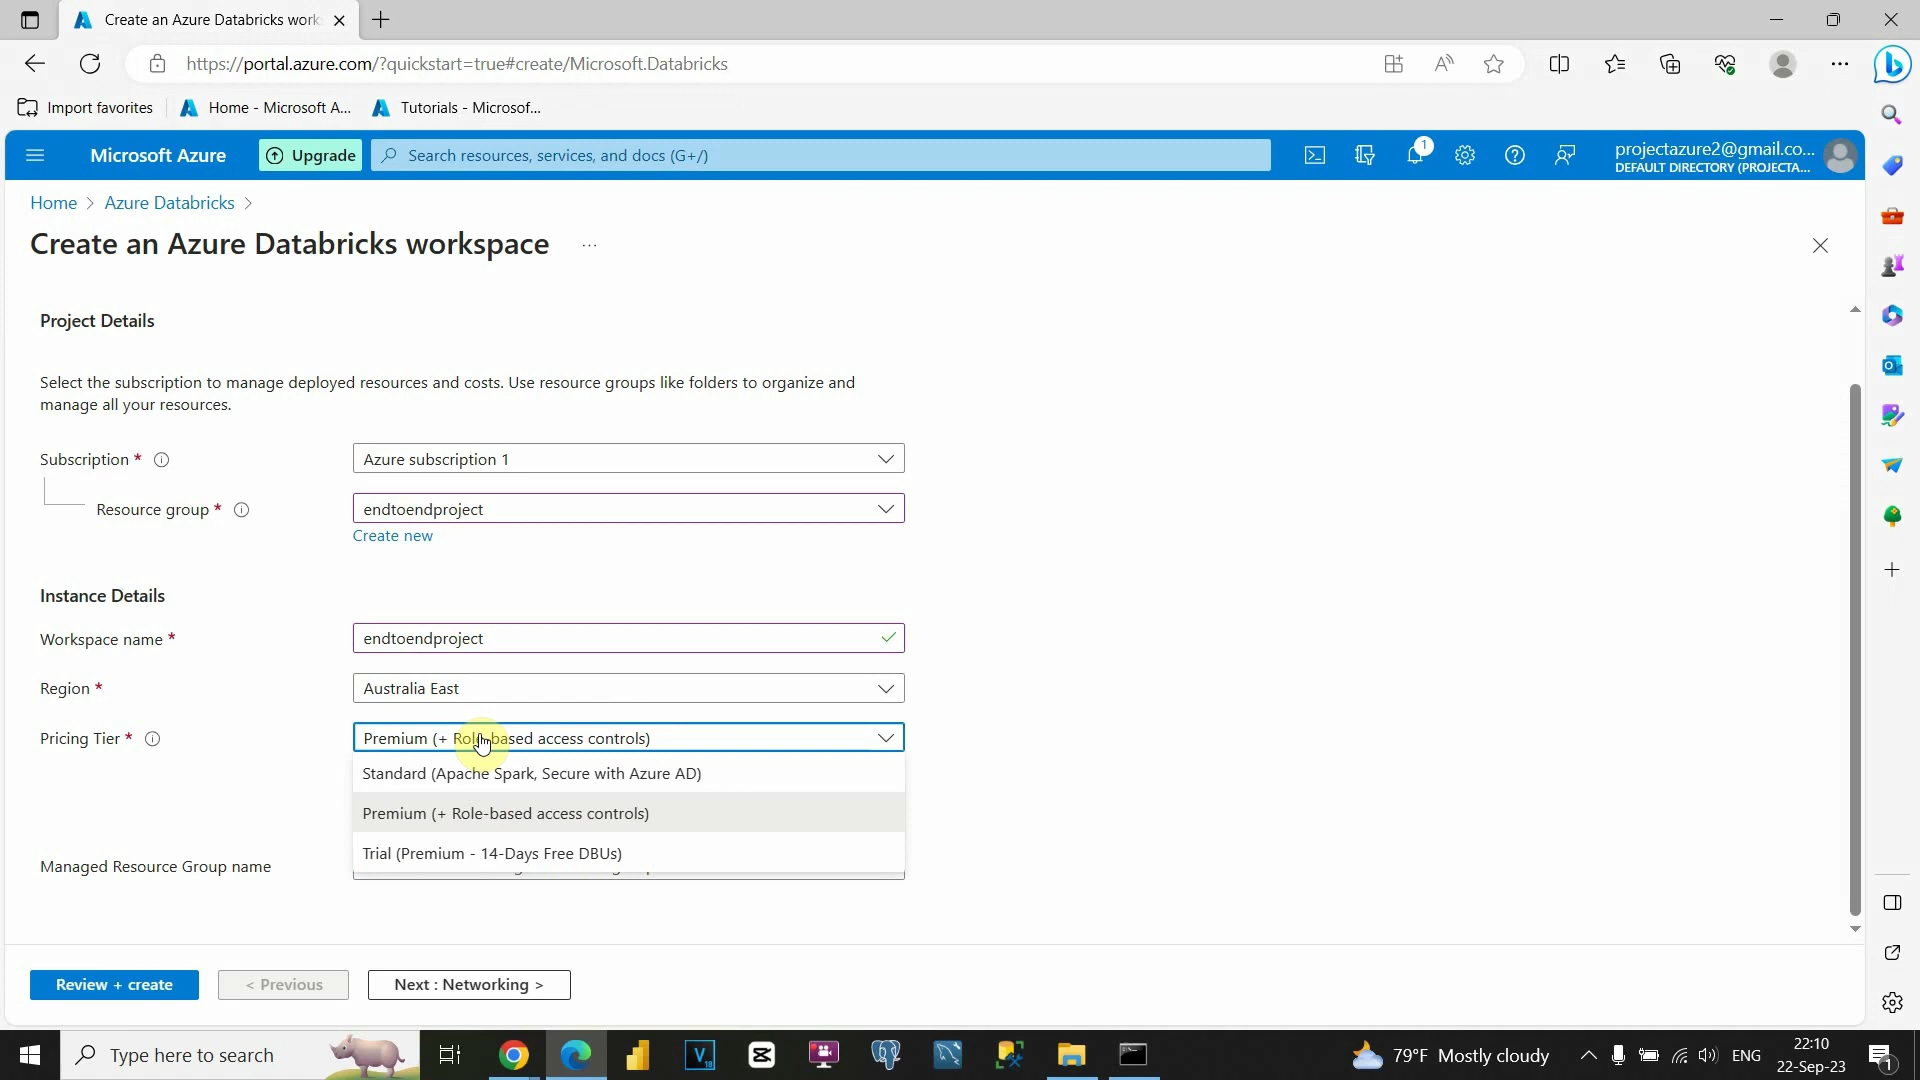 Create an Azure Databricks work
https://portal.azure.com/?quickstart=true#create/Microsoft.Databricks
Import favorites
Home - Microsoft A...
Tutorials - Microsof...
Microsoft Azure
Upgrade
Search resources, services, and docs (G+/)
1
projectazure2@gmail.co...
DEFAULT DIRECTORY (PROJECTA...
Home > Azure Databricks >
Create an Azure Databricks workspace ...
Project Details
Select the subscription to manage deployed resources and costs. Use resource groups like folders to organize and
manage all your resources.
Subscription *
Azure subscription 1
Resource group *
endtoendproject
Create new
Instance Details
Workspace name *
endtoendproject
Region *
Australia East
Pricing Tier *
Premium (+ Role-based access controls)
Standard (Apache Spark, Secure with Azure AD)
Premium (+ Role-based access controls)
Trial (Premium - 14-Days Free DBUs)
Managed Resource Group name
Review + create
< Previous
Next : Networking >
Type here to search
79°F Mostly cloudy
ENG
22:10
22-Sep-23
1